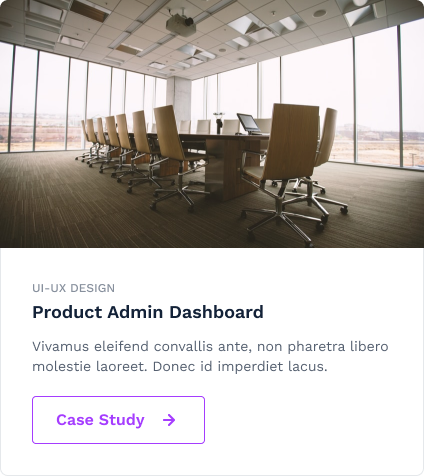 UI-UX DESIGN
Product Admin Dashboard
Vivamus eleifend convallis ante, non pharetra libero
molestie laoreet. Donec id imperdiet lacus.
Case Study →